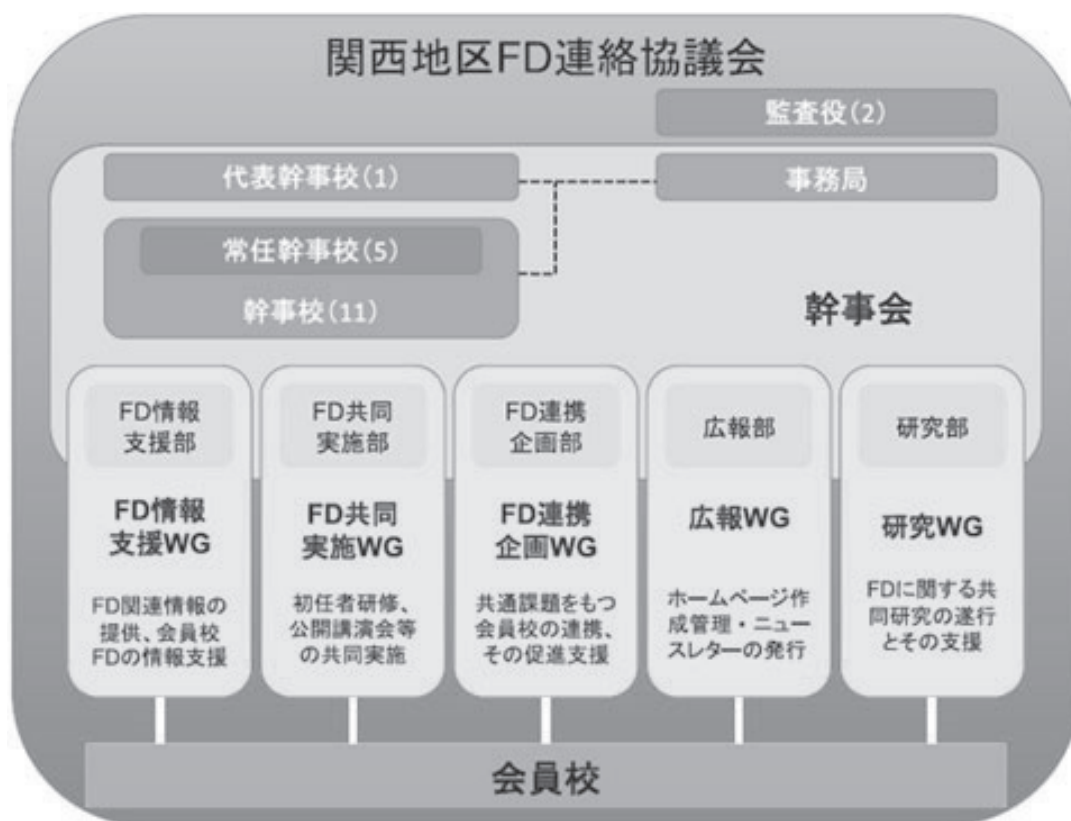 関西地区FD連絡協議会
監査役(2)
代表幹事校(1)
事務局
常任幹事校(5)
幹事校(11)
幹事会
FD情報
支援部
FD共同
実施部
FD連携
企画部
広報部
研究部
FD情報
支援WG
FD共同
実施WG
FD連携
企画WG
広報WG
研究WG
FD関連情報の
提供、会員校
FDの情報支援
初任者研修、
公開講演会等
の共同実施
共通課題をもつ
会員校の連携、
その促進支援
ホームページ作
成管理・ニュー
スレターの発行
FDに関する共
同研究の遂行
とその支援
会員校